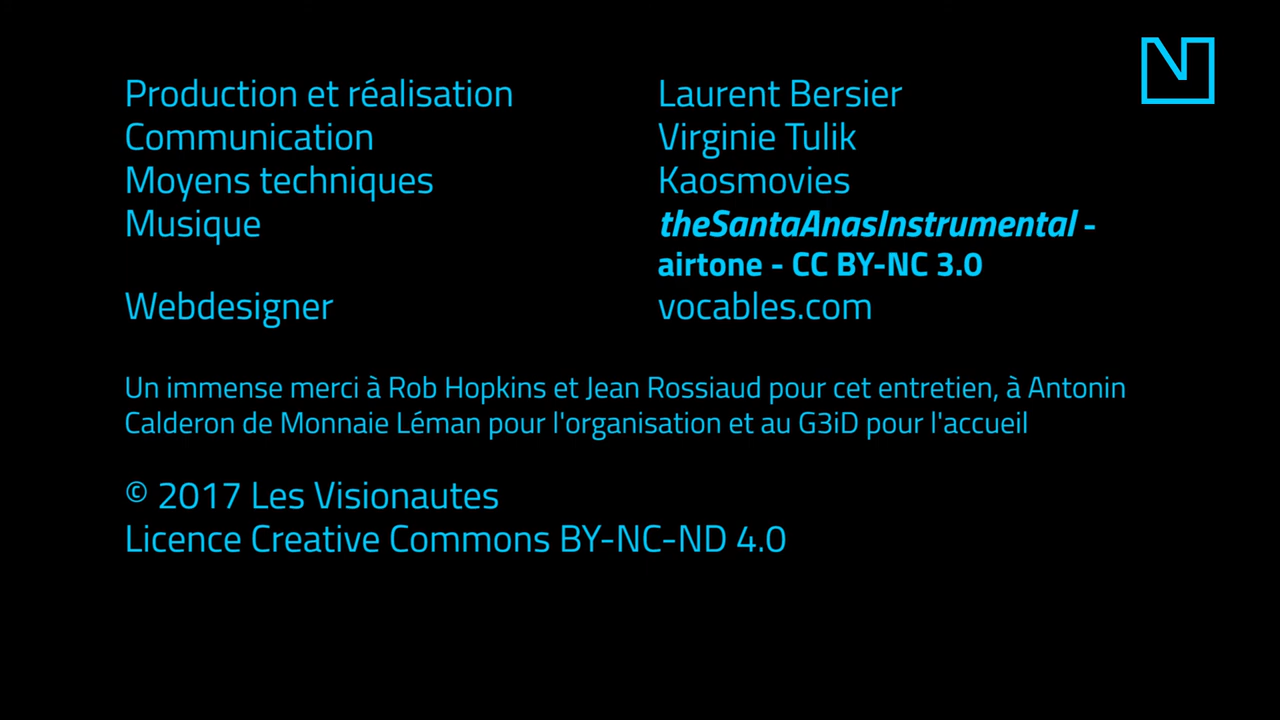 Production et réalisation Laurent Bersier
Communication Virginie Tulik
Moyens techniques Kaosmovies
Musique theSantaAnasInstrumental -
airtone - CC BY-NC 3.0
Webdesigner vocables.com
Un immense merci à Rob Hopkins et Jean Rossiaud pour cet entretien, à Antonin
Calderon de Monnaie Léman pour l'organisation et au G3iD pour l'accueil
© 2017 Les Visionautes
Licence Creative Commons BY-NC-ND 4.0